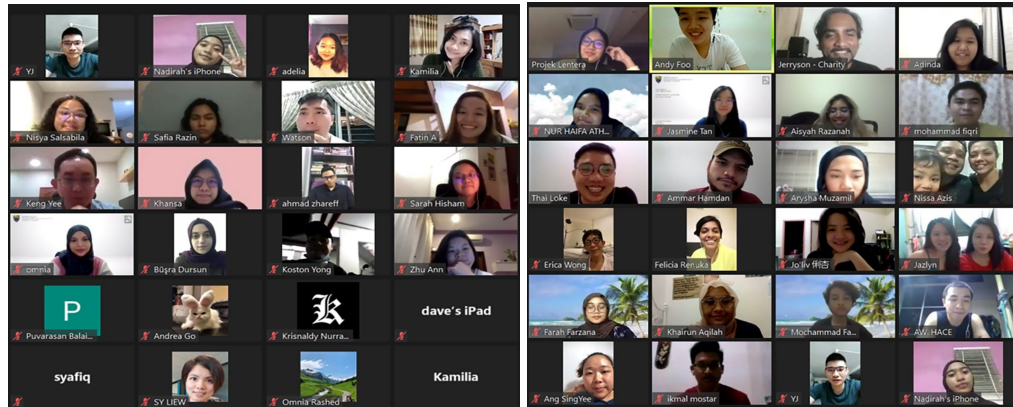 YJ
Nadirah's iPhone
adelia
Kamilia
Nisya Salsabila
Safia Razin
Watson
Fatin A
Keng Yee
Khansa
ahmad zhareff
Sarah Hisham
omnia
Büşra Dursun
Koston Yong
Zhu Ann
P
Puvarasan Balai...
Andrea Go
K
Krisnaldy Nurra...
dave's iPad
syafiq
SY LIEW
Omnia Rashed
Kamilia
Projek Lentera
Andy Foo
Jerryson - Charity
Adinda
NUR HAIFA ATH...
Jasmine Tan
Aisyah Razanah
mohammad fiqri
Thai Loke
Ammar Hamdan
Arysha Muzamil
Nissa Azis
Erica Wong
Felicia Renuka
Jo'liv 俐吉
Jazlyn
Farah Farzana
Khairun Aqilah
Mochammad Fa...
AW. HACE
Ang SingYee
ikmal mostar
YJ
Nadirah's iPhone